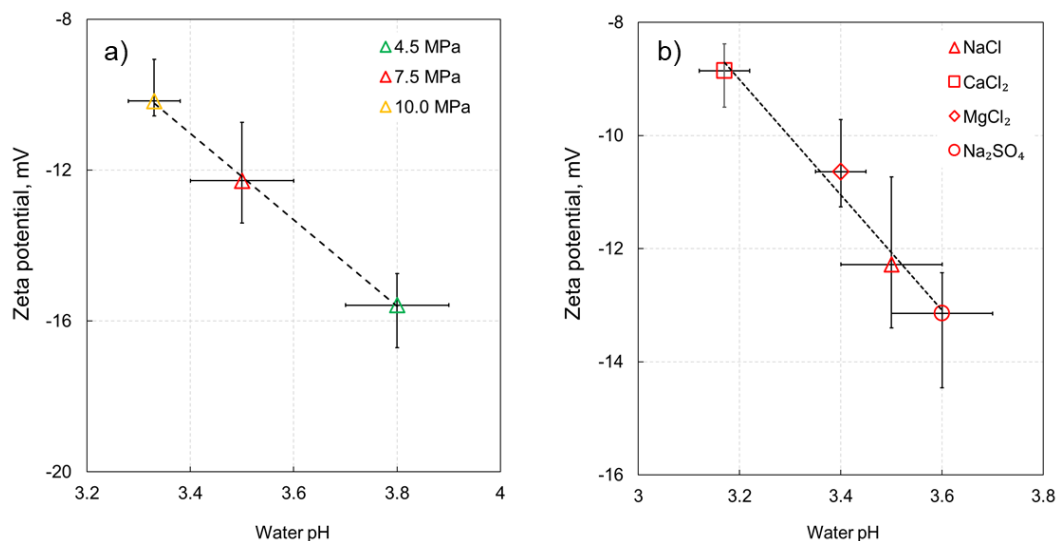 a)
4.5 MPa
7.5 MPa
10.0 MPa
Zeta potential, mV
-8
-12
-16
-20
3.2 3.4 3.6 3.8 4
Water pH
b)
NaCl
CaCl₂
MgCl₂
Na₂SO₄
Zeta potential, mV
-8
-10
-12
-14
-16
3 3.2 3.4 3.6 3.8
Water pH